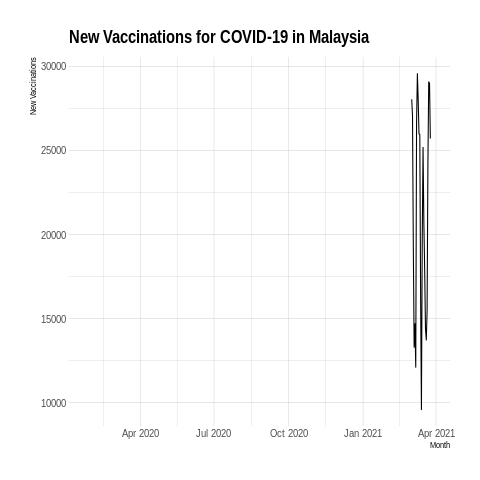 New Vaccinations for COVID-19 in Malaysia
New Vaccinations
30000
25000
20000
15000
10000
Apr 2020 Jul 2020 Oct 2020 Jan 2021 Apr 2021
Month